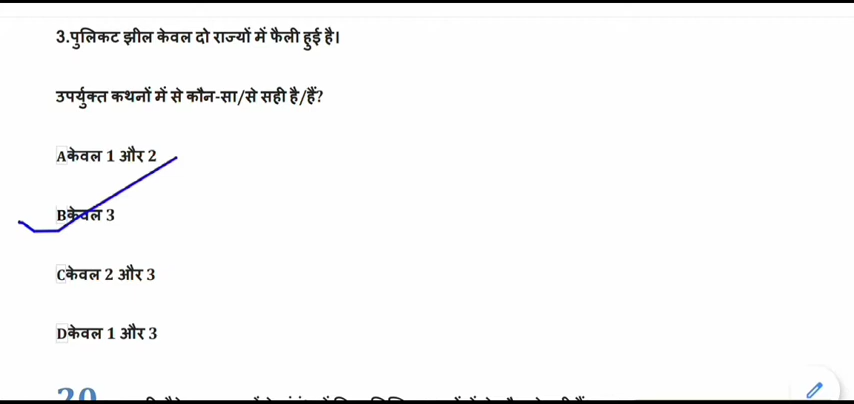 3.पुलिकट झील केवल दो राज्यों में फैली हुई है।
उपर्युक्त कथनों में से कौन-सा/से सही है/हैं?
Aकेवल 1 और 2
Bकेवल 3
Cकेवल 2 और 3
Dकेवल 1 और 3